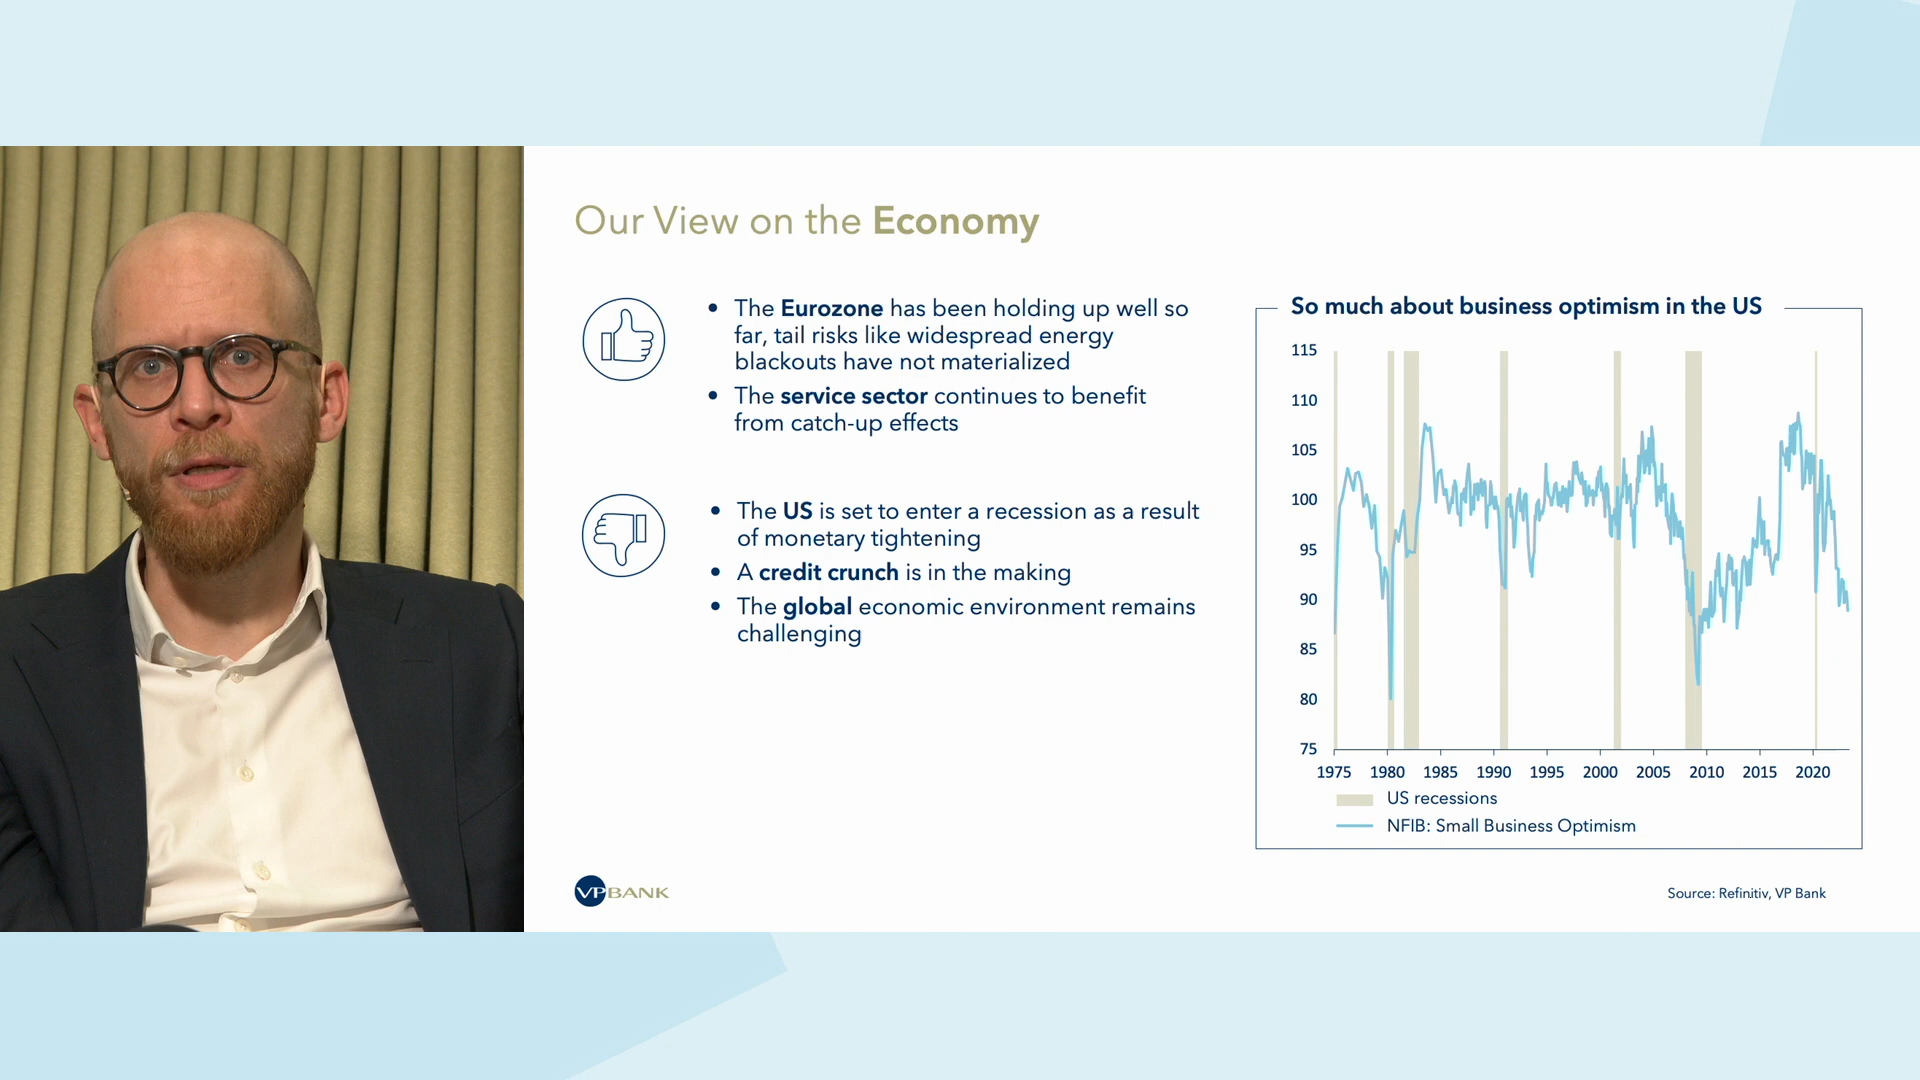 Our View on the Economy
• The Eurozone has been holding up well so
far, tail risks like widespread energy
blackouts have not materialized
• The service sector continues to benefit
from catch-up effects
• The US is set to enter a recession as a result
of monetary tightening
• A credit crunch is in the making
• The global economic environment remains
challenging
So much about business optimism in the US
115
110
105
100
95
90
85
80
75
1975 1980 1985 1990 1995 2000 2005 2010 2015 2020
US recessions
NFIB: Small Business Optimism
VP BANK
Source: Refinitiv, VP Bank